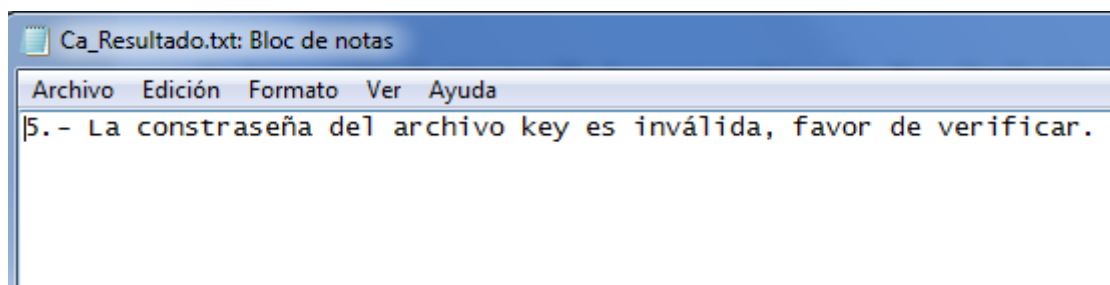 Ca_Resultado.txt: Bloc de notas
Archivo Edición Formato Ver Ayuda
5.- La constraseña del archivo key es inválida, favor de verificar.